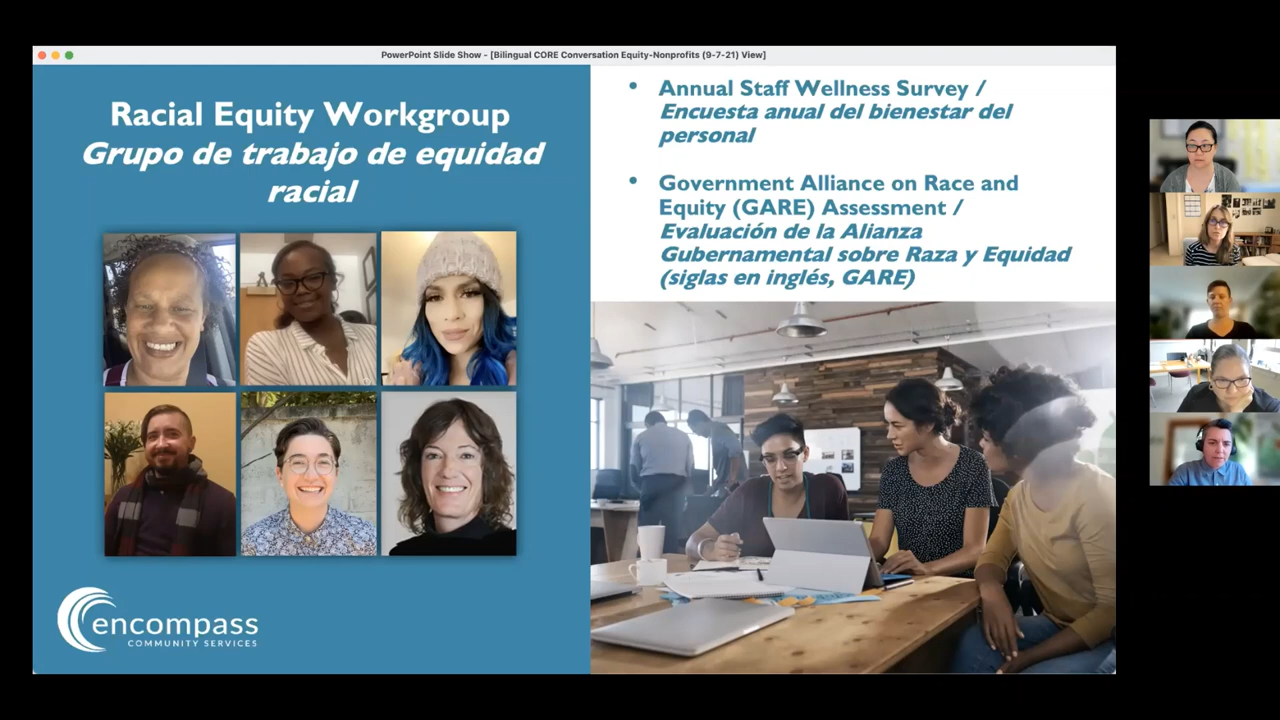 PowerPoint Slide Show - [Bilingual CORE Conversation Equity-Nonprofits (9-7-21) View]
Racial Equity Workgroup
Grupo de trabajo de equidad
racial
encompass
COMMUNITY SERVICES
• Annual Staff Wellness Survey /
Encuesta anual del bienestar del
personal
• Government Alliance on Race and
Equity (GARE) Assessment /
Evaluación de la Alianza
Gubernamental sobre Raza y Equidad
(siglas en inglés, GARE)